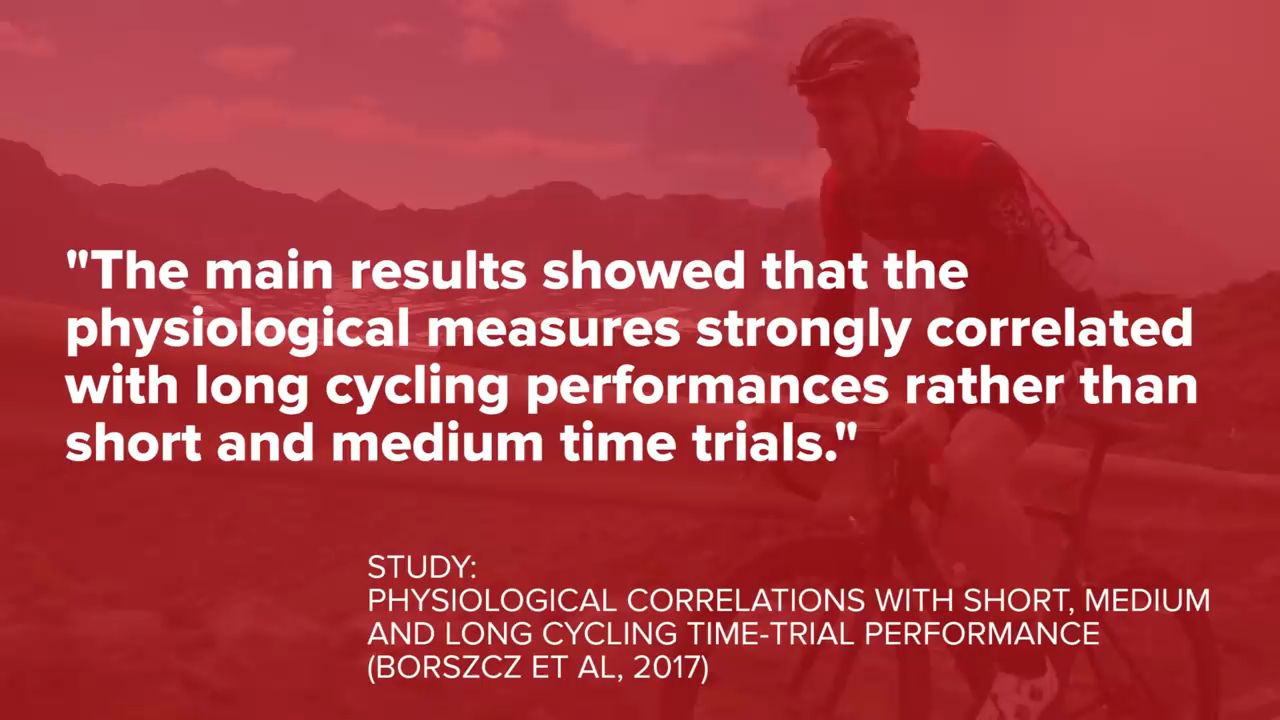 "The main results showed that the
physiological measures strongly correlated
with long cycling performances rather than
short and medium time trials."
STUDY:
PHYSIOLOGICAL CORRELATIONS WITH SHORT, MEDIUM
AND LONG CYCLING TIME-TRIAL PERFORMANCE
(BORSZCZ ET AL, 2017)